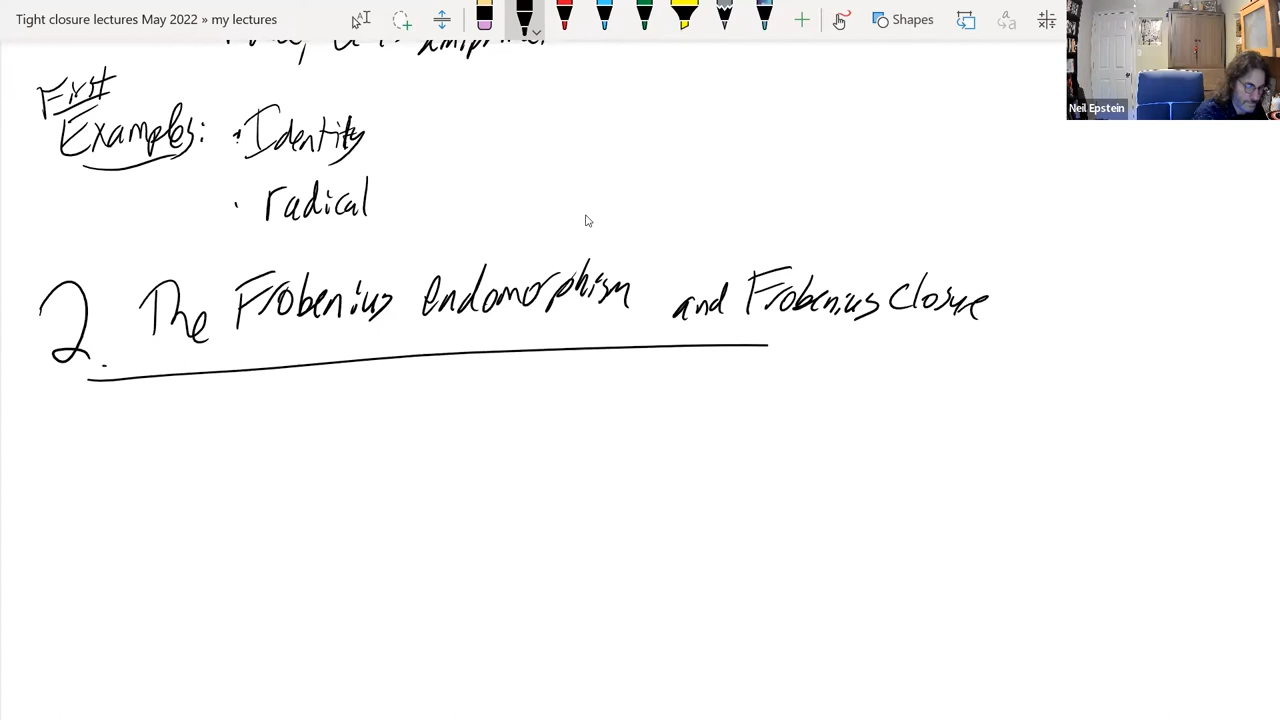 Tight closure lectures May 2022 » my lectures
Shapes
Neil Epstein
First
Examples: · Identity
· radical
2. The Frobenius endomorphism and Frobenius closure